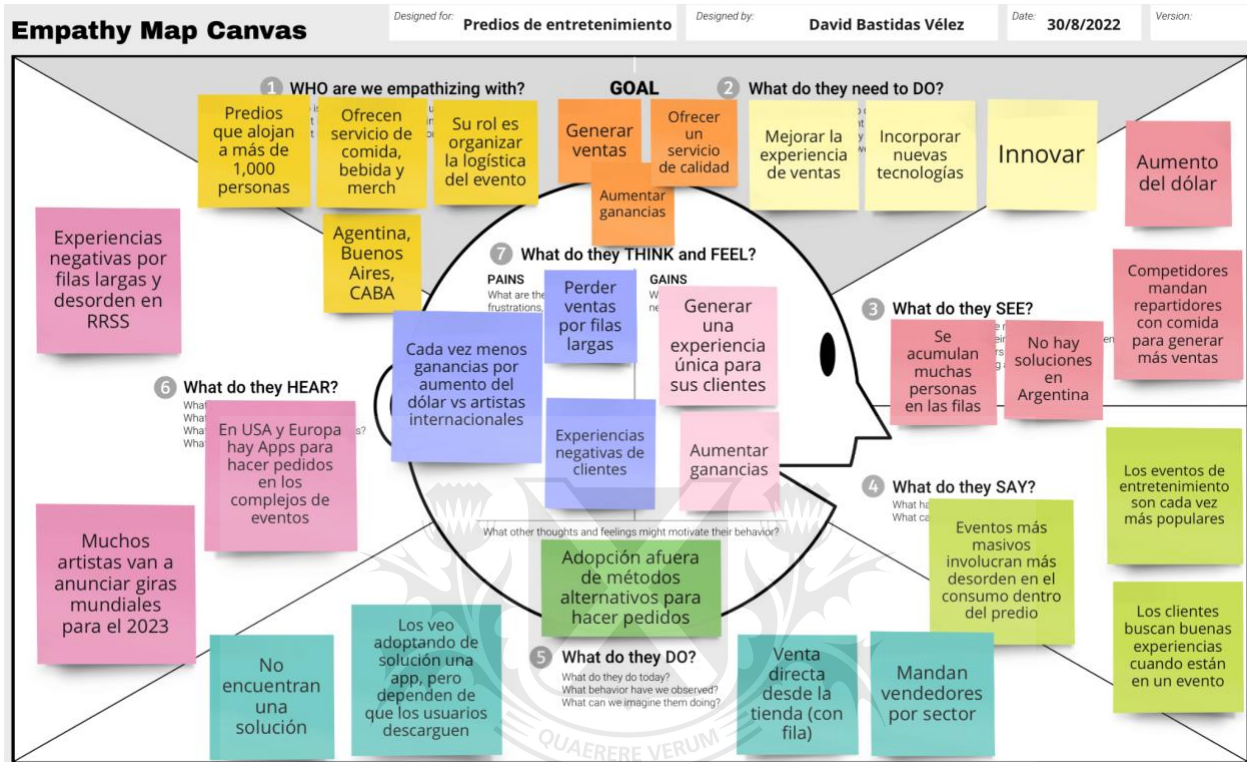 Empathy Map Canvas
Designed for:
Predios de entretenimiento
Designed by:
David Bastidas Vélez
Date:
30/8/2022
Version:
1 WHO are we empathizing with?
Predios
que alojan
a más de
1,000
personas
Ofrecen
servicio de
comida,
bebida y
merch
Su rol es
organizar
la logística
del evento
Agentina,
Buenos
Aires,
CABA
GOAL
Generar
ventas
Ofrecer
un
servicio
de calidad
Aumentar
ganancias
2 What do they need to DO?
Mejorar la
experiencia
de ventas
Incorporar
nuevas
tecnologías
Innovar
3 What do they SEE?
Aumento
del dólar
Competidores
mandan
repartidores
con comida
para generar
más ventas
Se
acumulan
muchas
personas
en las filas
No hay
soluciones
en
Argentina
4 What do they SAY?
What
What
Eventos más
masivos
involucran más
desorden en el
consumo dentro
del predio
Los eventos de
entretenimiento
son cada vez
más populares
Los clientes
buscan buenas
experiencias
cuando están
en un evento
5 What do they DO?
What do they do today?
What behavior have we observed?
What can we imagine them doing?
No
encuentran
una
solución
Los veo
adoptando de
solución una
app, pero
dependen de
que los usuarios
descarguen
Venta
directa
desde la
tienda (con
fila)
Mandan
vendedores
por sector
6 What do they HEAR?
What
What
What
What
Experiencias
negativas por
filas largas y
desorden en
RRSS
En USA y Europa
hay Apps para
hacer pedidos
en los
complejos de
eventos
Muchos
artistas van a
anunciar giras
mundiales
para el 2023
7 What do they THINK and FEEL?
PAINS
What are the
frustrations,
Perder
ventas
por filas
largas
Cada vez menos
ganancias por
aumento del
dólar vs artistas
internacionales
Experiencias
negativas de
clientes
GAINS
Generar
una
experiencia
única para
sus clientes
Aumentar
ganancias
What other thoughts and feelings might motivate their behavior?
Adopción afuera
de métodos
alternativos para
hacer pedidos
QUAERERE VERUM